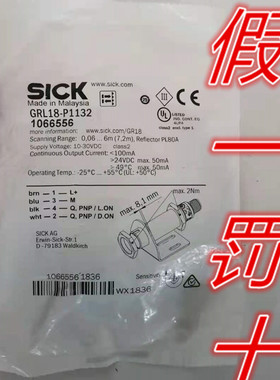 www.sick.com
SICK
Made in Malaysia
GRL18-P1132
1066556
more information: www.sick.com/GR18
Scanning Range: 0,06 ... 6m (7,2m), Reflector PL80A
Supply Voltage: 10-30VDC class2
Continuous Output Current: <100mA
>24VDC max. 50mA
>49°C max. 50mA
Operating Temp.: -25°C ... +55°C (UL: +50°C)
brn – 1 – L+
blu – 3 – M
blk – 4 – Q, PNP / L.ON
wht – 2 – Q, PNP / D.ON
max. 8,1 mm
max. 2Nm
SICK AG
Erwin-Sick-Str.1
D -79183 Waldkirch
1066556 1836
Sensitivity
WX1836
假
一
罚
十